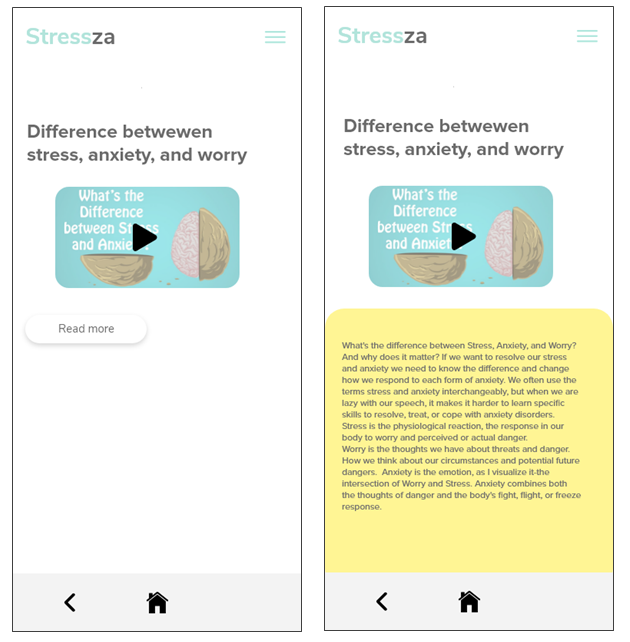 Stressza
Difference betwewen
stress, anxiety, and worry
What's the
Difference
between Stress
and Anxie
Read more
Stressza
Difference betwewen
stress, anxiety, and worry
What's the
Difference
between Stress
and Anxie
What's the difference between Stress, Anxiety, and Worry?
And why does it matter? If we want to resolve our stress
and anxiety we need to know the difference and change
how we respond to each form of anxiety. We often use the
terms stress and anxiety interchangeably, but when we are
lazy with our speech, it makes it harder to learn specific
skills to resolve, treat, or cope with anxiety disorders.
Stress is the physiological reaction, the response in our
body to worry and perceived or actual danger.
Worry is the thoughts we have about threats and danger.
How we think about our circumstances and potential future
dangers. Anxiety is the emotion, as I visualize it-the
intersection of Worry and Stress. Anxiety combines both
the thoughts of danger and the body's fight, flight, or freeze
response.